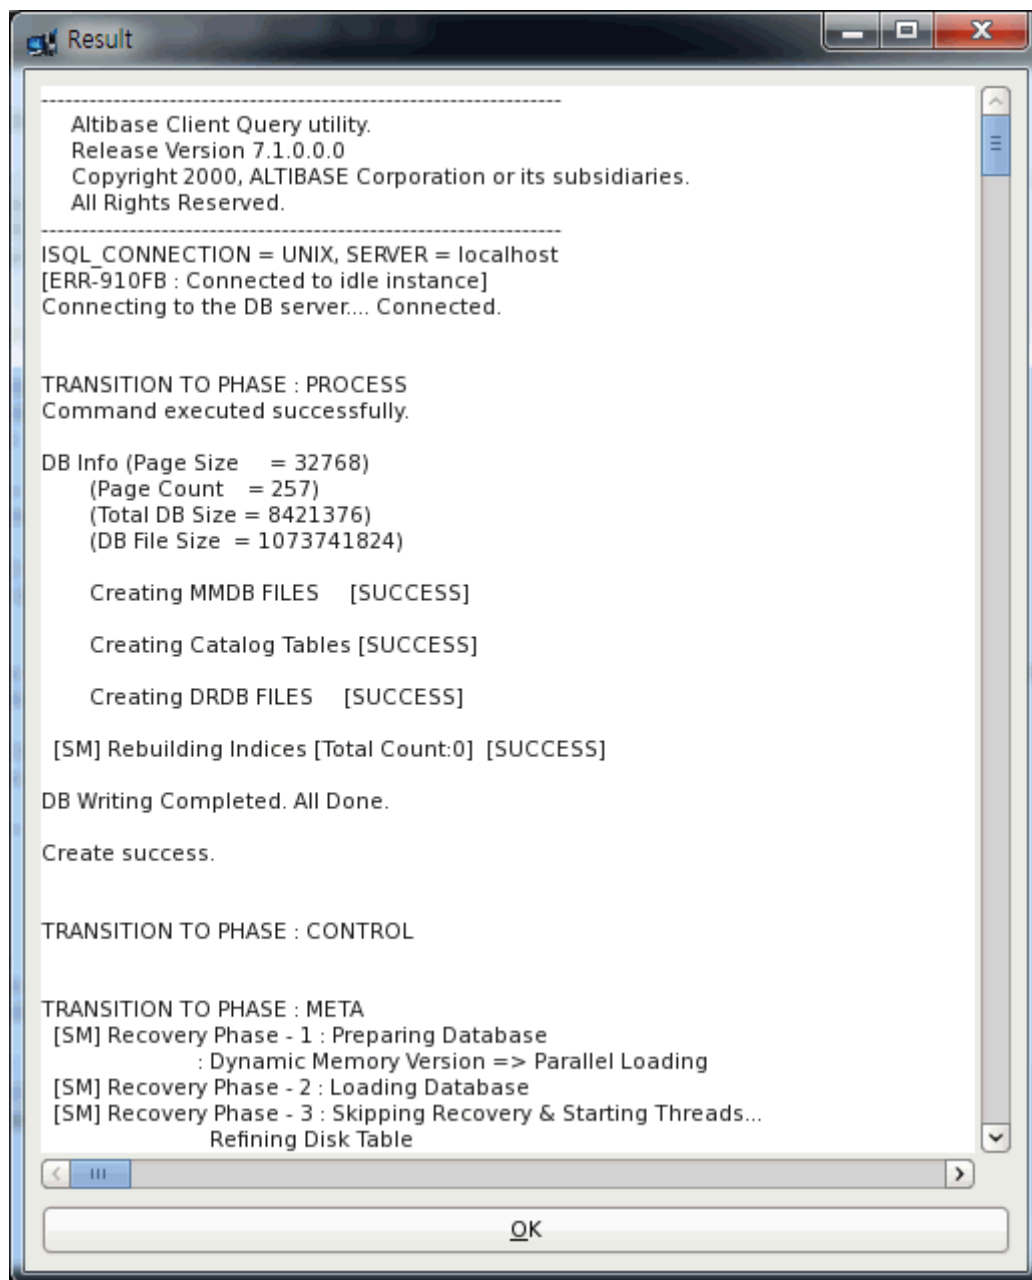 Result
-----------------------------------------------------------------
Altibase Client Query utility.
Release Version 7.1.0.0.0
Copyright 2000, ALTIBASE Corporation or its subsidiaries.
All Rights Reserved.
-----------------------------------------------------------------
ISQL_CONNECTION = UNIX, SERVER = localhost
[ERR-910FB : Connected to idle instance]
Connecting to the DB server.... Connected.
TRANSITION TO PHASE : PROCESS
Command executed successfully.
DB Info (Page Size     = 32768)
(Page Count   = 257)
(Total DB Size = 8421376)
(DB File Size  = 1073741824)
Creating MMDB FILES     [SUCCESS]
Creating Catalog Tables [SUCCESS]
Creating DRDB FILES     [SUCCESS]
[SM] Rebuilding Indices [Total Count:0]  [SUCCESS]
DB Writing Completed. All Done.
Create success.
TRANSITION TO PHASE : CONTROL
TRANSITION TO PHASE : META
[SM] Recovery Phase - 1 : Preparing Database
: Dynamic Memory Version => Parallel Loading
[SM] Recovery Phase - 2 : Loading Database
[SM] Recovery Phase - 3 : Skipping Recovery & Starting Threads...
Refining Disk Table
OK